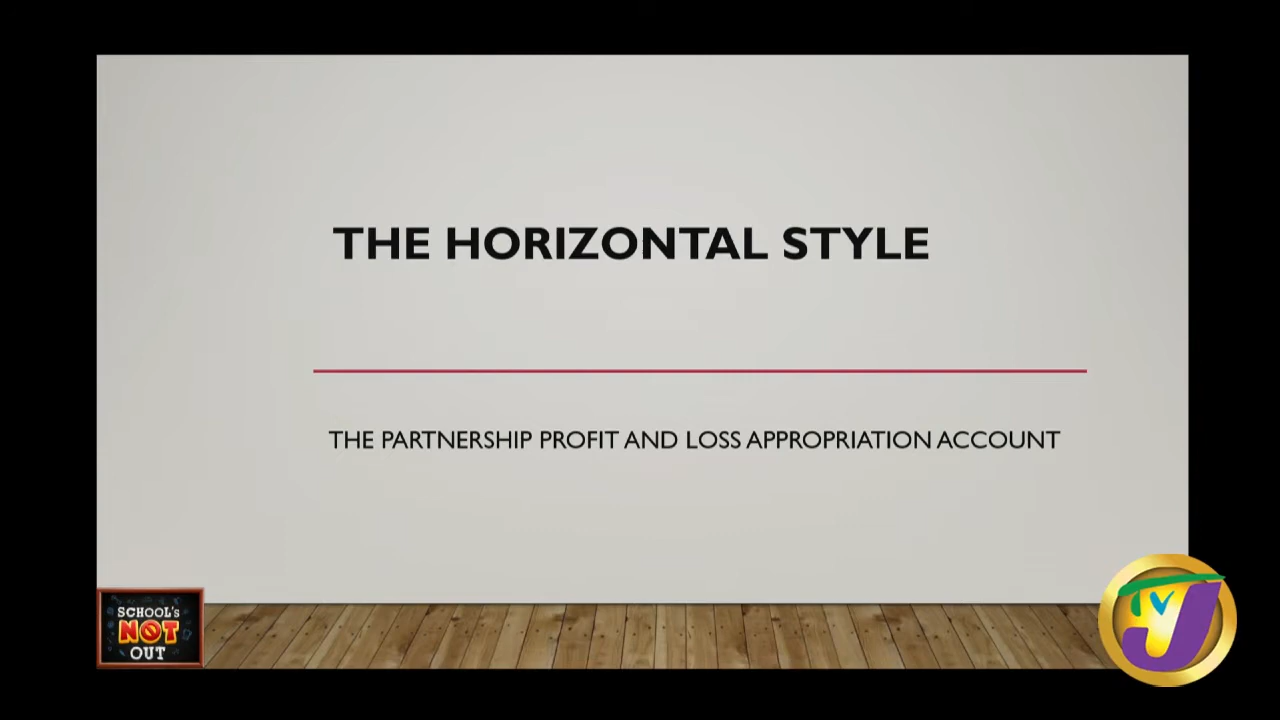 THE HORIZONTAL STYLE
THE PARTNERSHIP PROFIT AND LOSS APPROPRIATION ACCOUNT
SCHOOL'S
NOT
OUT
TVJ